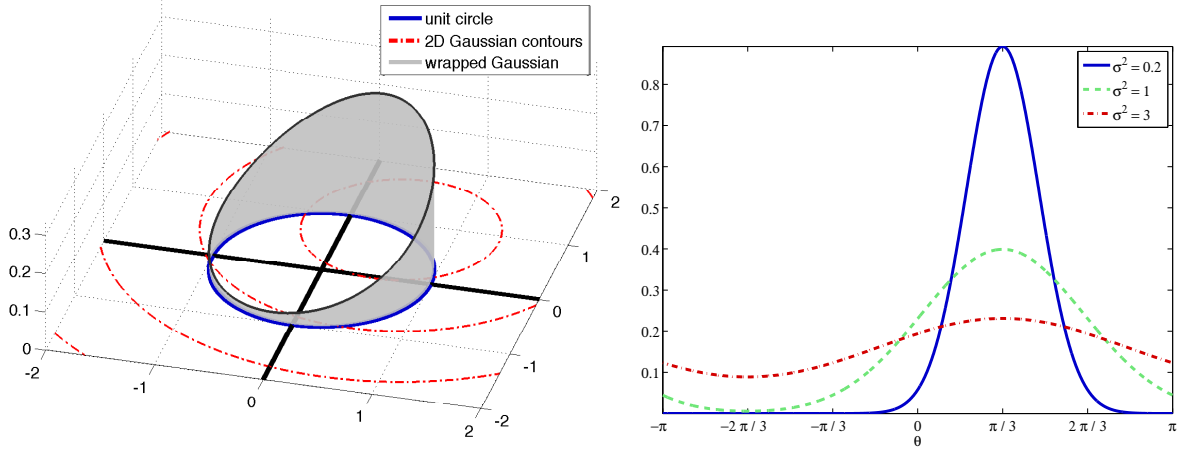 unit circle
2D Gaussian contours
wrapped Gaussian
0.3
0.2
0.1
0
-2
-1
0
1
2
-2
-1
0
1
2
0.8
0.7
0.6
0.5
0.4
0.3
0.2
0.1
σ² = 0.2
σ² = 1
σ² = 3
−π
−2 π / 3
−π / 3
0
π / 3
2 π / 3
π
θ